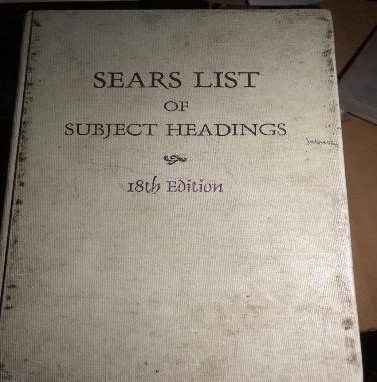 SEARS LIST
OF
SUBJECT HEADINGS
18th Edition